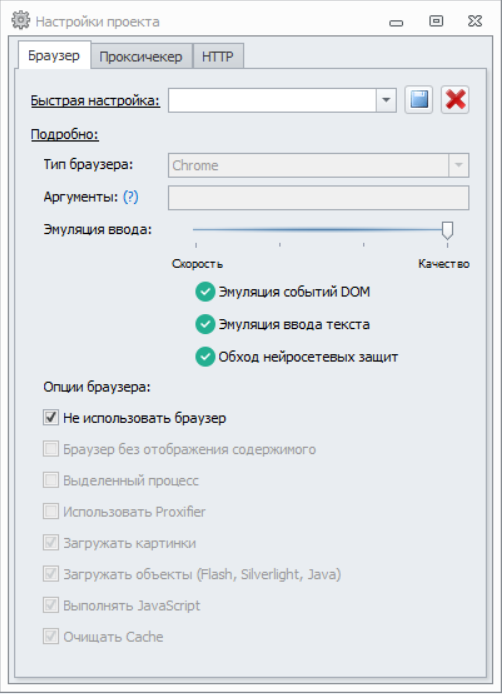 Настройки проекта
Браузер Проксичекер HTTP
Быстрая настройка:
Подробно:
Тип браузера: Chrome
Аргументы: (?)
Эмуляция ввода:
Скорость Качество
Эмуляция событий DOM
Эмуляция ввода текста
Обход нейросетевых защит
Опции браузера:
Не использовать браузер
Браузер без отображения содержимого
Выделенный процесс
Использовать Proxifier
Загружать картинки
Загружать объекты (Flash, Silverlight, Java)
Выполнять JavaScript
Очищать Cache